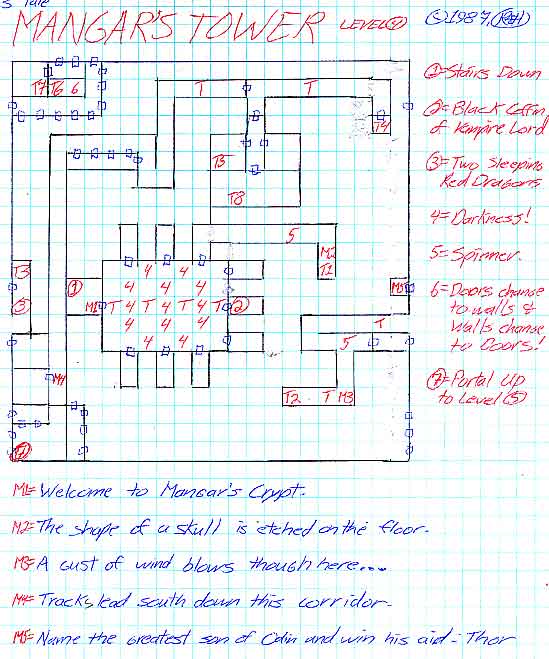 s Tale
MANGAR'S TOWER LEVEL④ ©1987,
①=Stairs Down
②=Black Coffin
of Vampire Lord
③=Two Sleeping
Red Dragons
4=Darkness!
5=Spinner.
6=Doors change
to walls &
walls change
to Doors!
⑦=Portal Up
to Level (5)
T7 T6 6
T T
T4
T5
T8
5
M2
T1
T3
③
①
4 4 4
4 4
M1 T 4 T 4 T 4 T ②
4 4
4 4 4
M5
T
5
M4
T2 T M3
⑦
M1= Welcome to Mangar's Crypt.
M2= The shape of a skull is etched on the floor.
M3= A Gust of wind blows though here....
M4= Tracks lead south down this corridor.
M5= Name the greatest son of Odin and win his aid: Thor